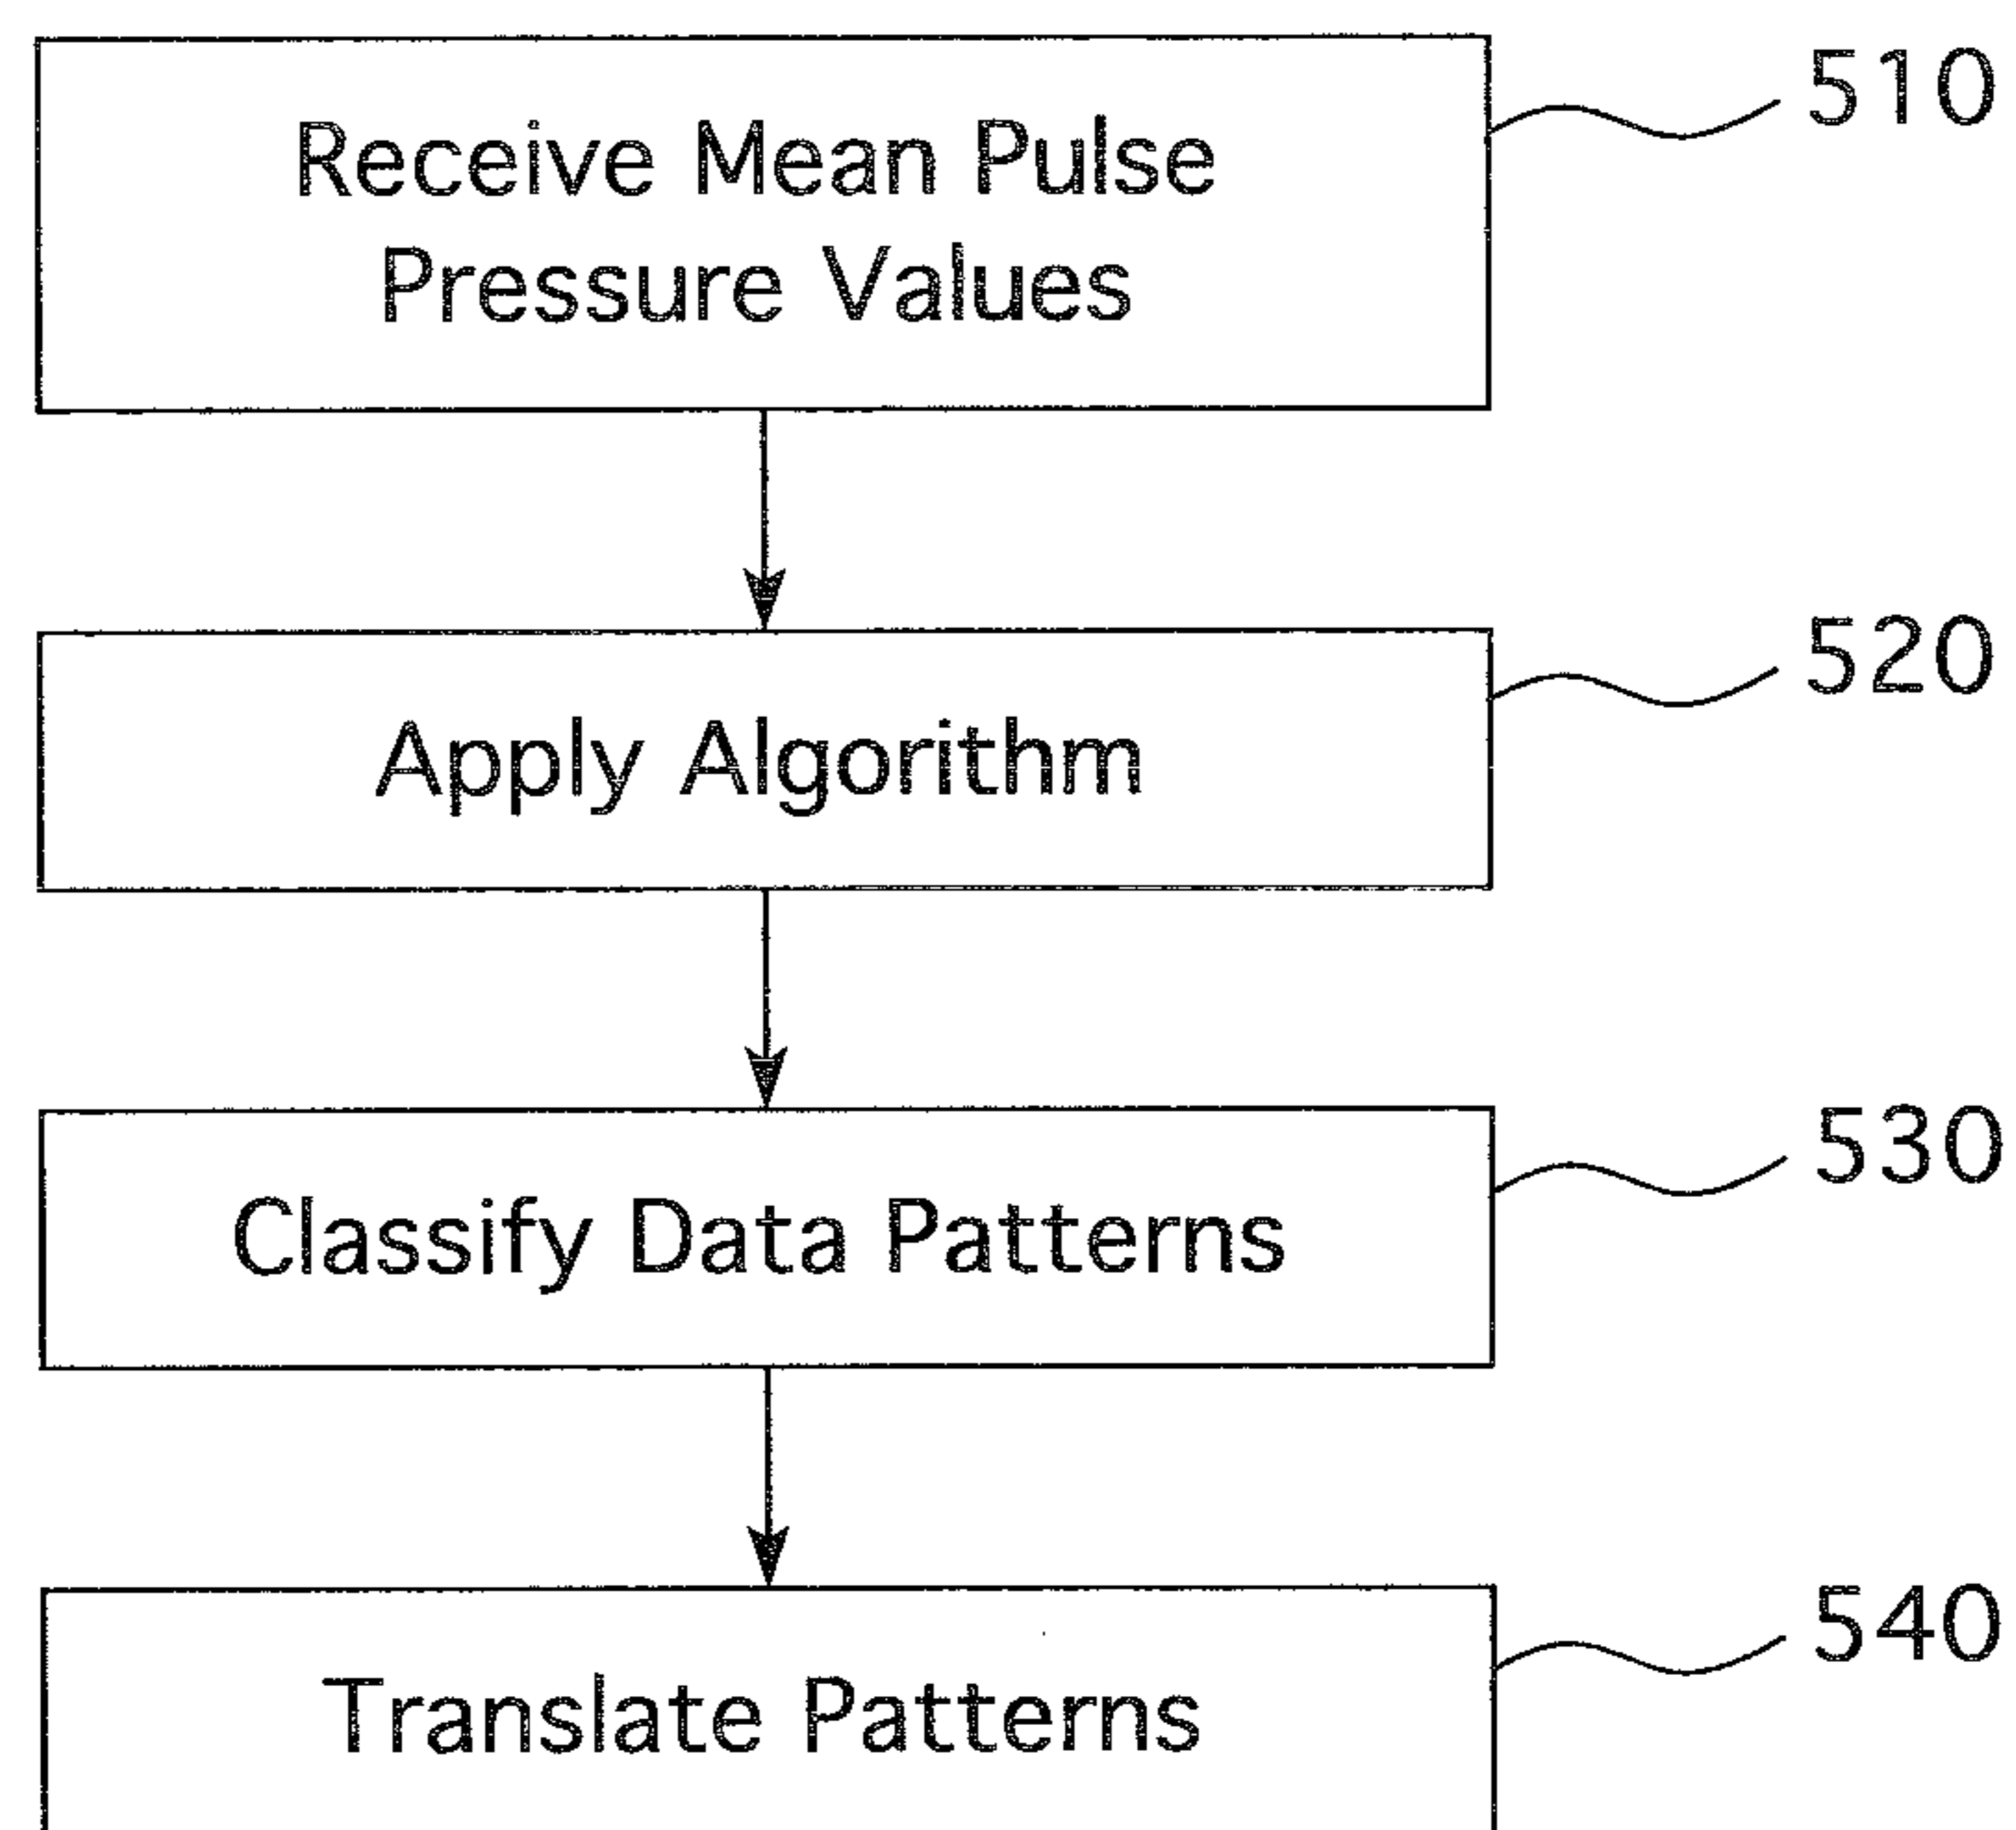 Receive Mean Pulse
Pressure Values
510
Apply Algorithm
520
Classify Data Patterns
530
Translate Patterns
540